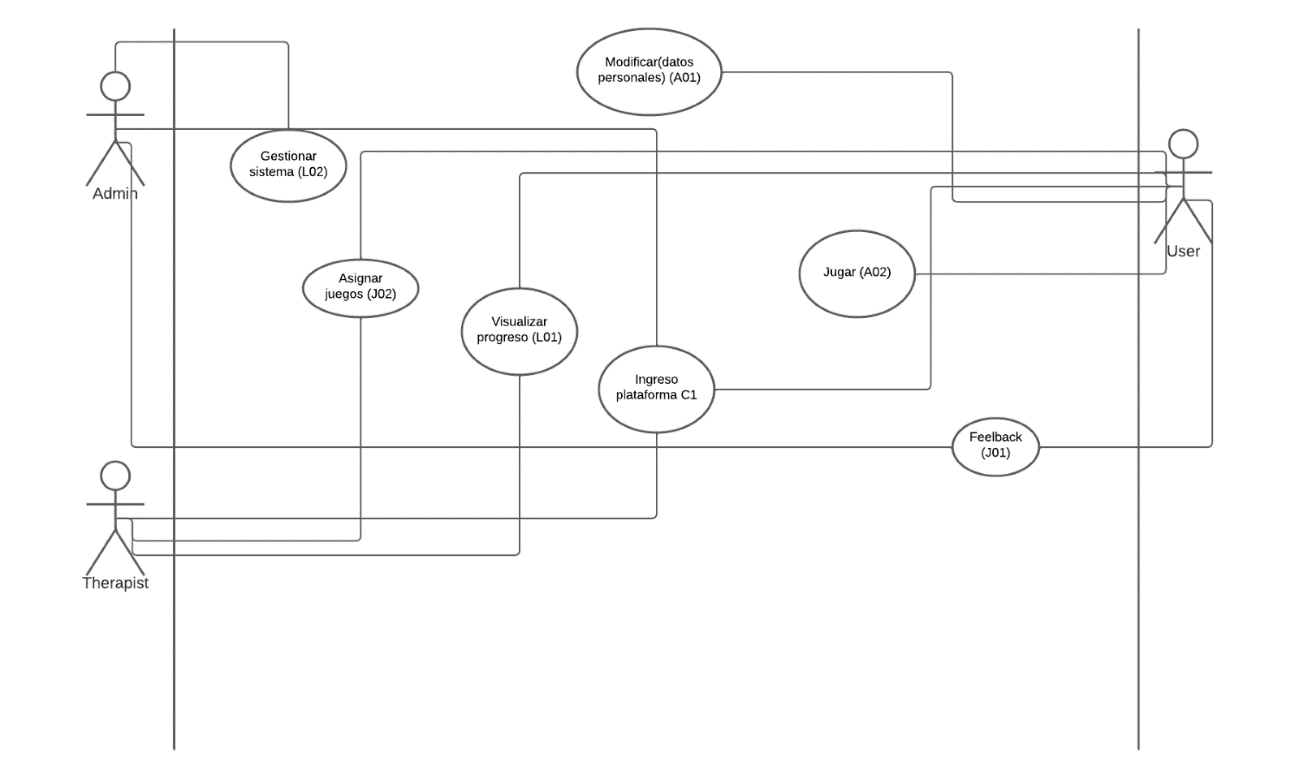 Modificar(datos
personales) (A01)
Gestionar
sistema (L02)
Admin
User
Jugar (A02)
Asignar
juegos (J02)
Visualizar
progreso (L01)
Ingreso
plataforma C1
Feelback
(J01)
Therapist